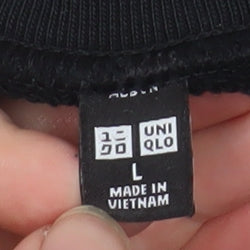 ユニ UNI
クロ QLO
L
MADE IN
VIETNAM